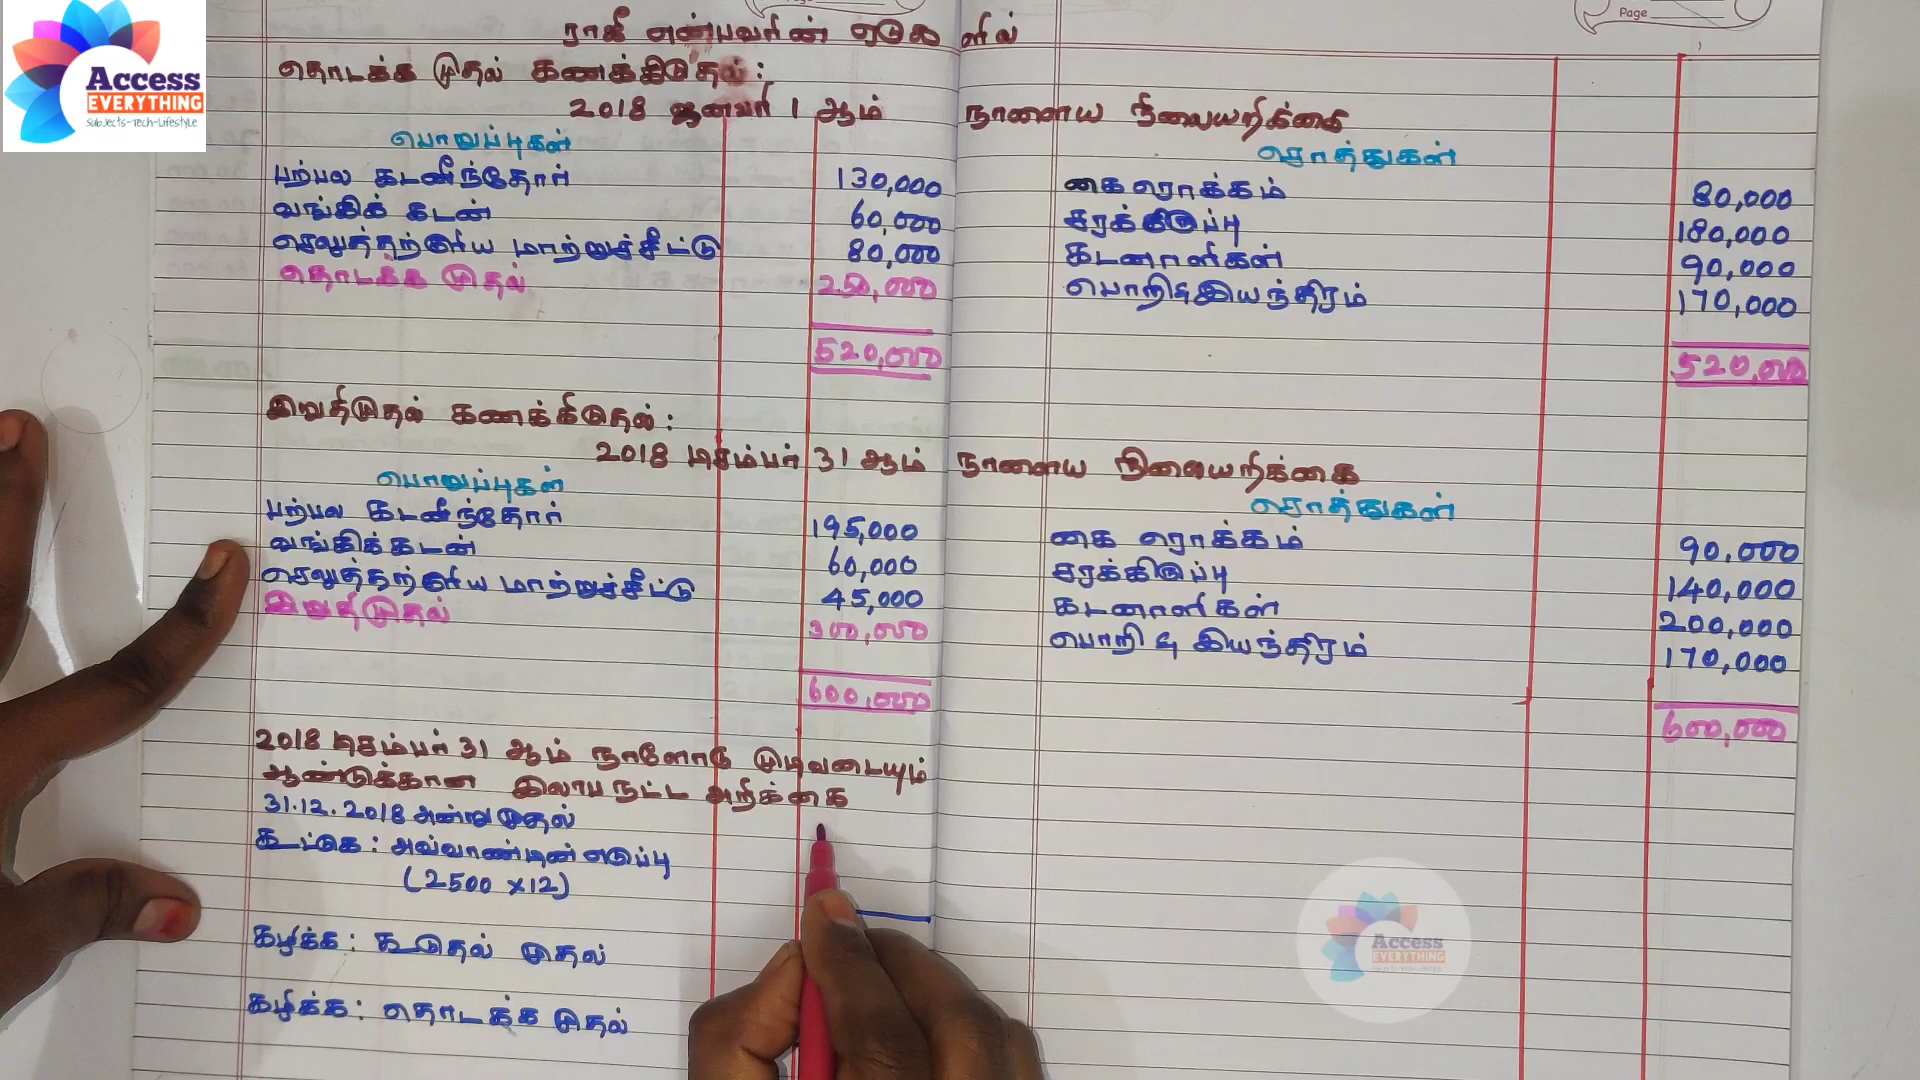 Access
EVERYTHING
Subjects-Tech-Lifestyle
Page
ராகீ என்பவரின் ஏடுகளில்
தொடக்க முதல் கணக்கிடுதல் :
2018 ஜனவரி 1 ஆம் நாளைய நிலையறிக்கை
பொறுப்புகள் சொத்துகள்
பற்பல கடனீந்தோர் 130,000 கைரொக்கம் 80,000
வங்கிக் கடன் 60,000 சரக்கிருப்பு 180,000
செலுத்தற்குரிய மாற்றுச்சீட்டு 80,000 கடனாளிகள் 90,000
தொடக்க முதல் 250,000 பொறி & இயந்திரம் 170,000
520,000 520,000
இறுதிமுதல் கணக்கிடுதல் :
2018 டிசம்பர் 31 ஆம் நாளைய நிலையறிக்கை
பொறுப்புகள் சொத்துகள்
பற்பல கடனீந்தோர் 195,000 கை ரொக்கம் 90,000
வங்கிக்கடன் 60,000 சரக்கிருப்பு 140,000
செலுத்தற்குரிய மாற்றுச்சீட்டு 45,000 கடனாளிகள் 200,000
இறுதிமுதல் 300,000 பொறி & இயந்திரம் 170,000
600,000 600,000
2018 டிசம்பர் 31 ஆம் நாளோடு முடிவடையும்
ஆண்டுக்கான இலாபநட்ட அறிக்கை
31.12.2018 அன்று முதல்
கூட்டுக : அவ்வாண்டின் எடுப்பு
(2500 x12)
கழிக்க : கூடுதல் முதல்
கழிக்க : தொடக்க முதல்
Access
EVERYTHING